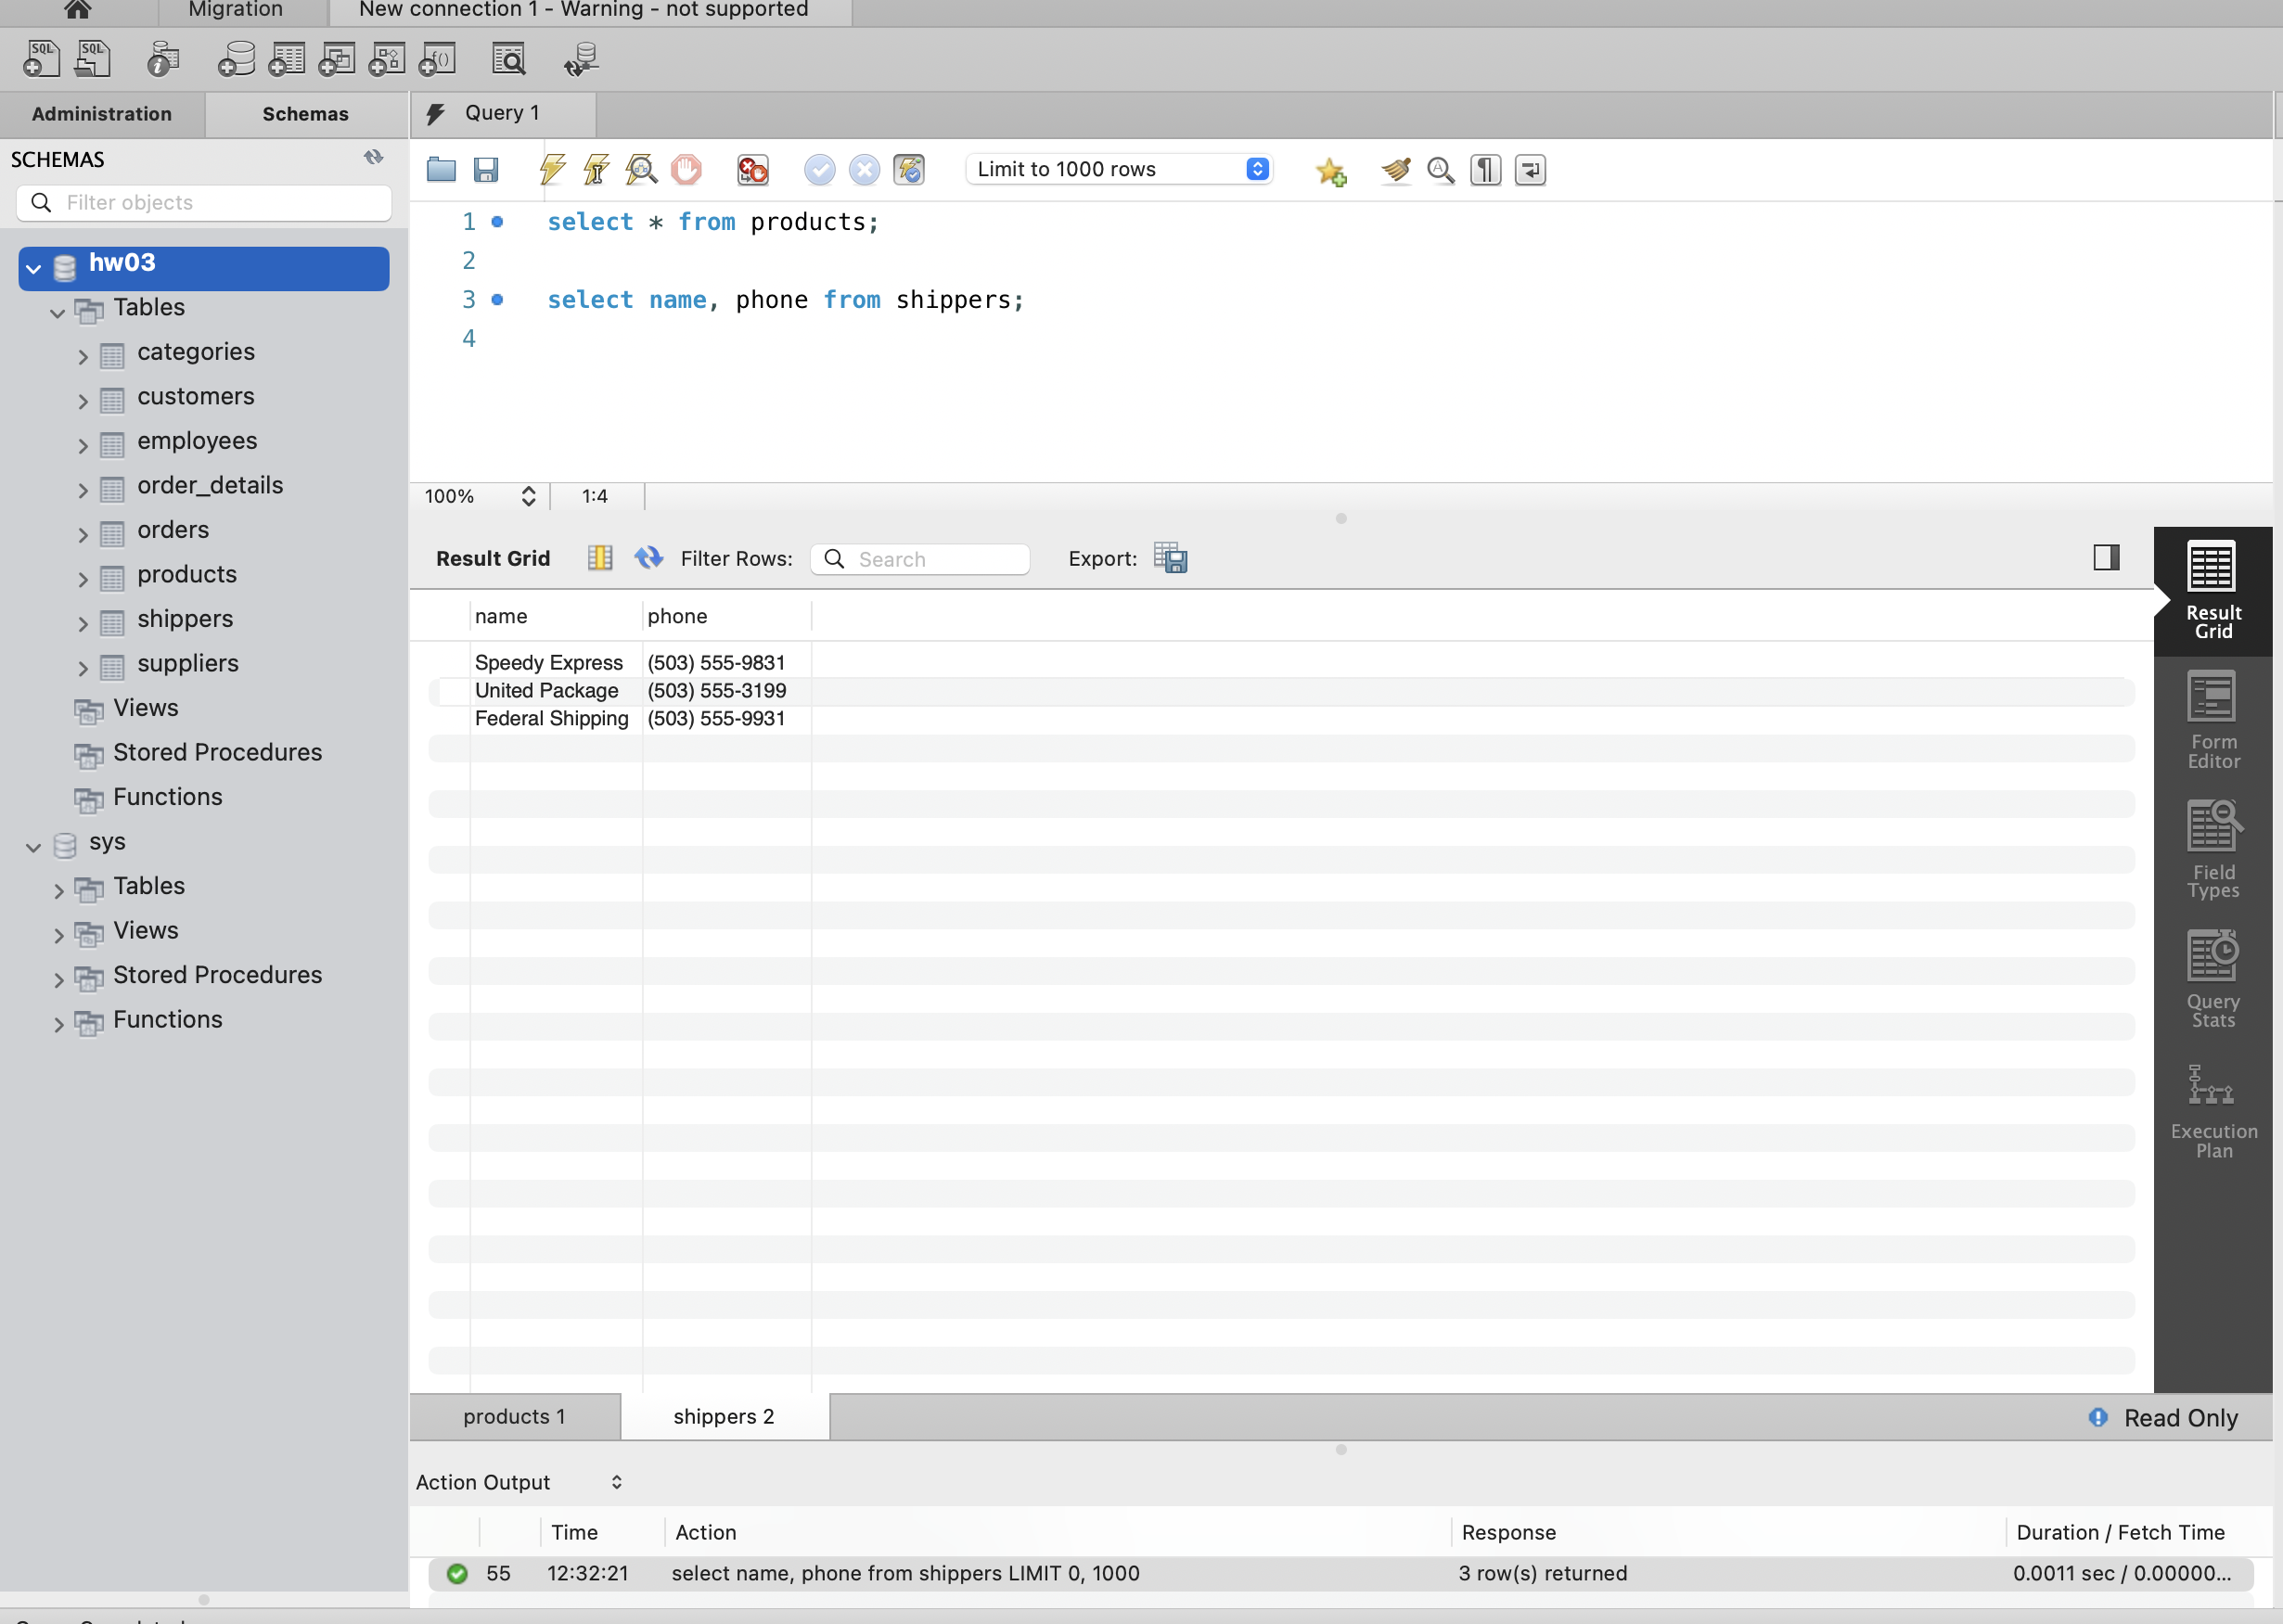 Migration
New connection 1 - Warning - not supported
Administration
Schemas
Query 1
SCHEMAS
Filter objects
Limit to 1000 rows
hw03
Tables
categories
customers
employees
order_details
orders
products
shippers
suppliers
Views
Stored Procedures
Functions
sys
Tables
Views
Stored Procedures
Functions
1 select * from products;
2
3 select name, phone from shippers;
4
100% 1:4
Result Grid Filter Rows: Search Export:
name phone
Speedy Express (503) 555-9831
United Package (503) 555-3199
Federal Shipping (503) 555-9931
Result
Grid
Form
Editor
Field
Types
Query
Stats
Execution
Plan
products 1 shippers 2 Read Only
Action Output
Time Action Response Duration / Fetch Time
55 12:32:21 select name, phone from shippers LIMIT 0, 1000 3 row(s) returned 0.0011 sec / 0.00000...